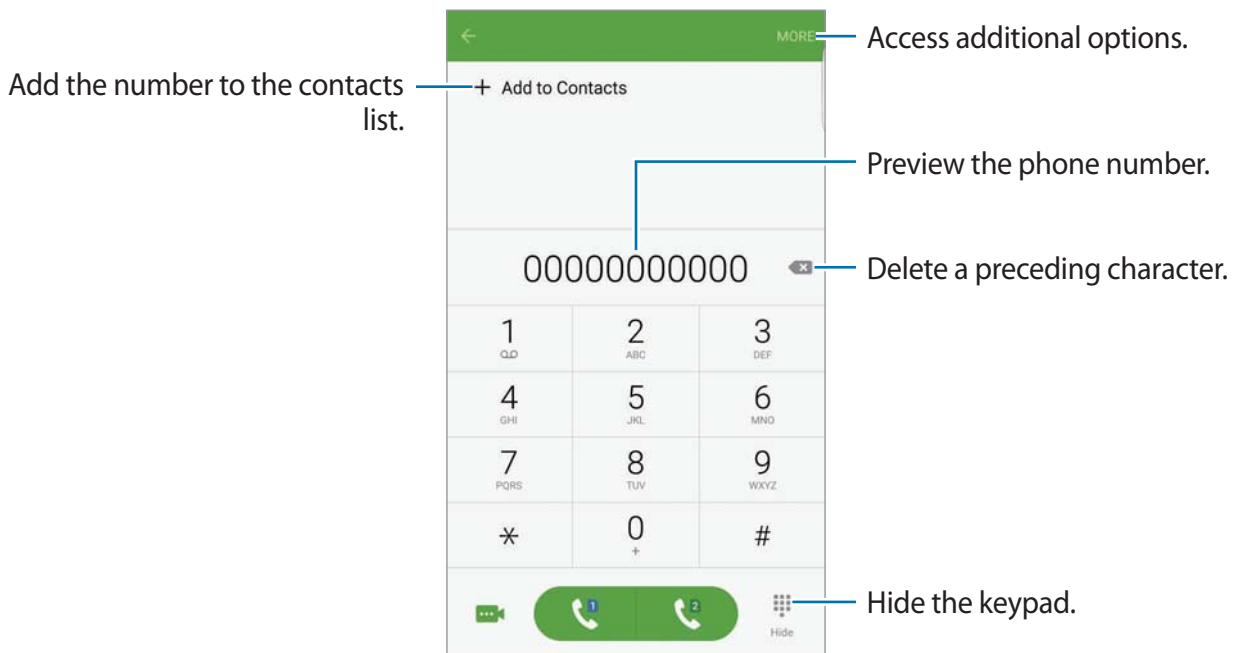 MORE
Access additional options.
Add the number to the contacts
list.
+ Add to Contacts
Preview the phone number.
00000000000
Delete a preceding character.
1 2 3
ABC DEF
4 5 6
GHI JKL MNO
7 8 9
PQRS TUV WXYZ
* 0 #
+
1 2
Hide the keypad.
Hide